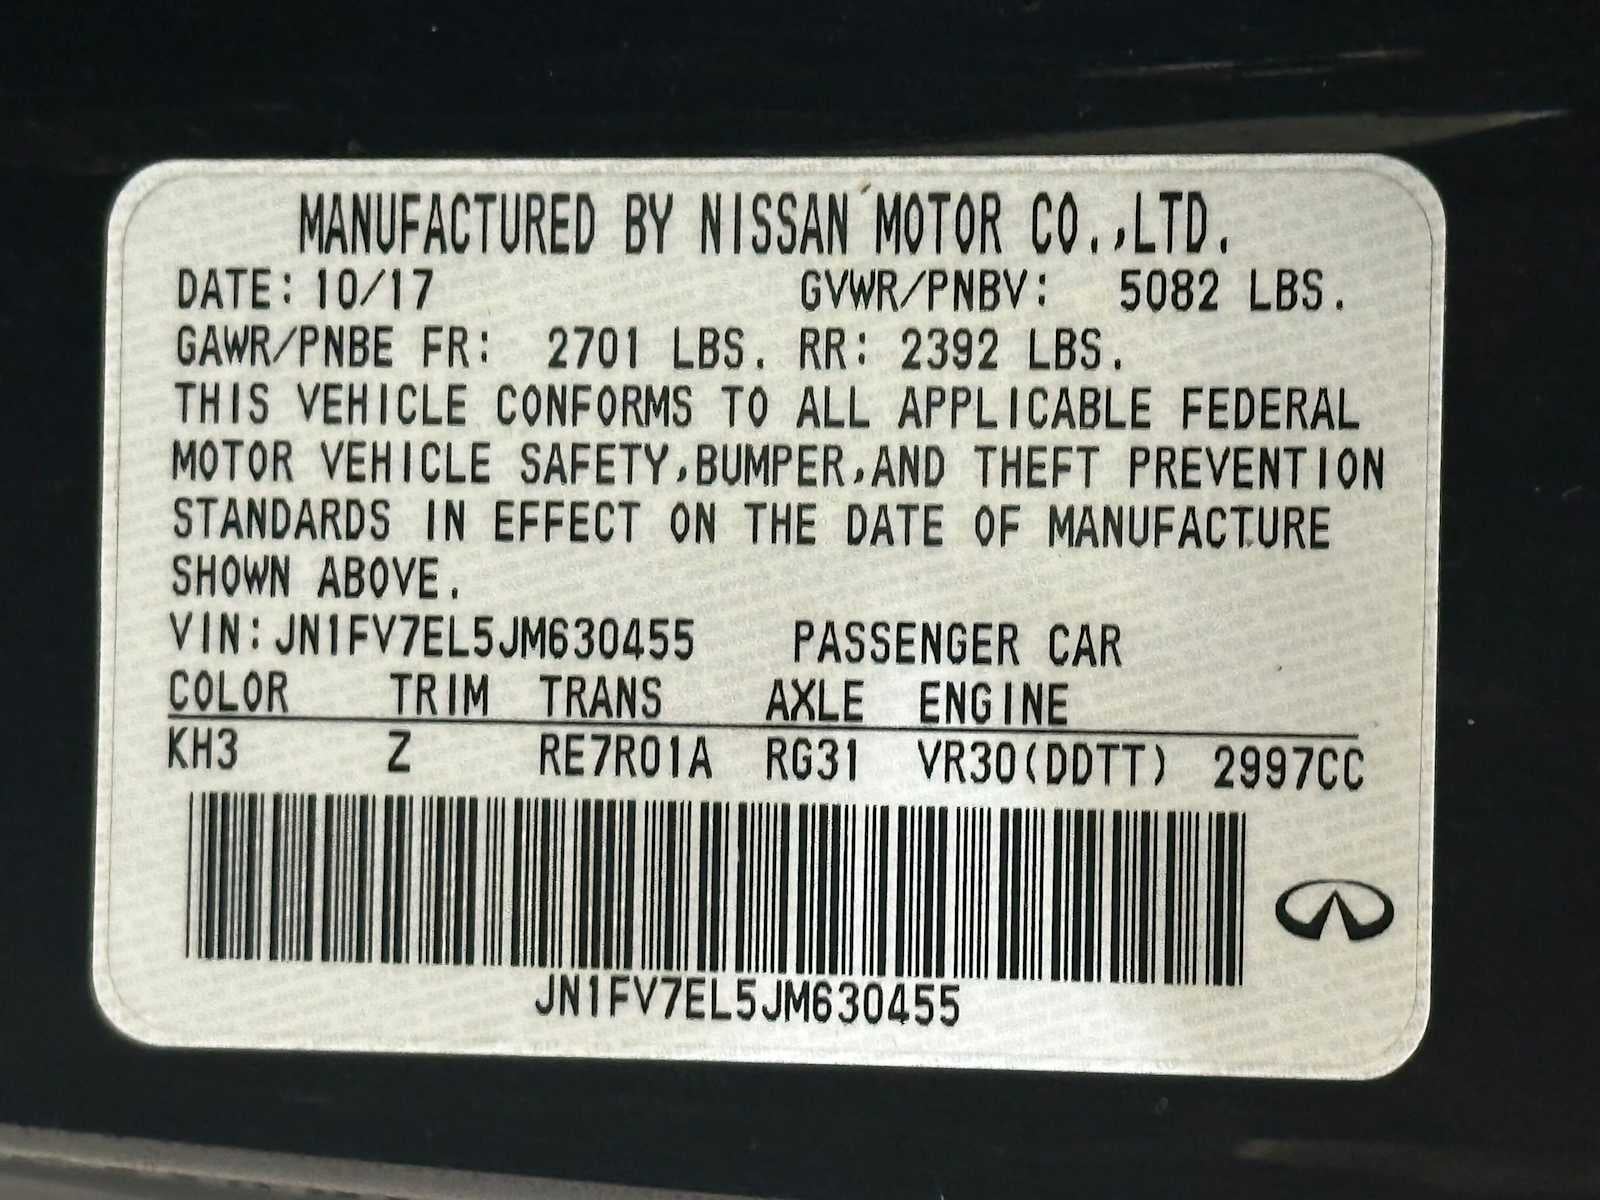 MANUFACTURED BY NISSAN MOTOR CO.,LTD.
DATE: 10/17 GVWR/PNBV: 5082 LBS.
GAWR/PNBE FR: 2701 LBS. RR: 2392 LBS.
THIS VEHICLE CONFORMS TO ALL APPLICABLE FEDERAL
MOTOR VEHICLE SAFETY,BUMPER,AND THEFT PREVENTION
STANDARDS IN EFFECT ON THE DATE OF MANUFACTURE
SHOWN ABOVE.
VIN: JN1FV7EL5JM630455 PASSENGER CAR
COLOR TRIM TRANS AXLE ENGINE
KH3 Z RE7R01A RG31 VR30(DDTT) 2997CC
JN1FV7EL5JM630455